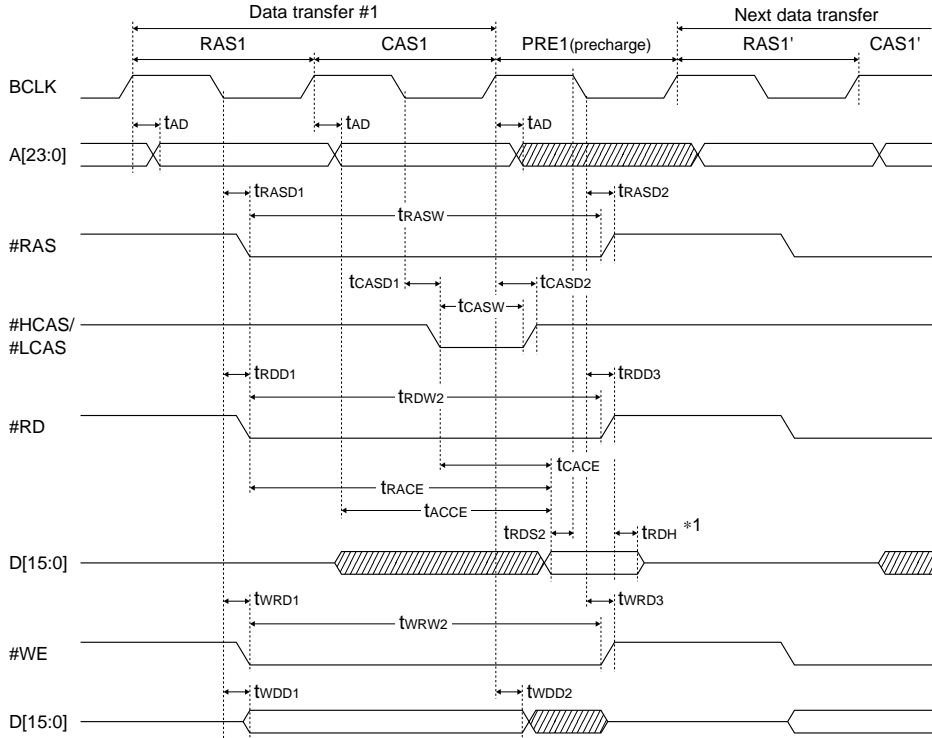 Data transfer #1 Next data transfer
RAS1 CAS1 PRE1(precharge) RAS1' CAS1'
BCLK
tAD tAD tAD
A[23:0]
tRASD1 tRASD2
tRASW
#RAS
tCASD1 tCASD2
tCASW
#HCAS/
#LCAS
tRDD1 tRDD3
tRDW2
#RD
tCACE
tRACE
tACCE
tRDS2 tRDH *1
D[15:0]
tWRD1 tWRD3
tWRW2
#WE
tWDD1 tWDD2
D[15:0]